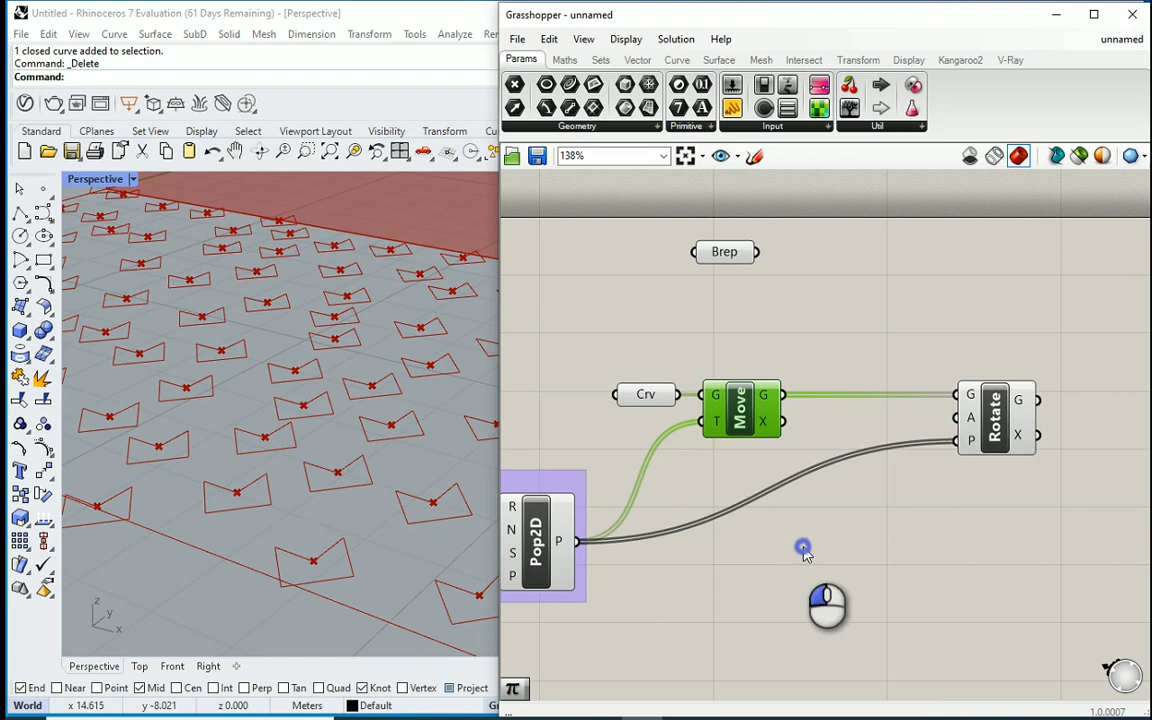 Untitled - Rhinoceros 7 Evaluation (61 Days Remaining) - [Perspective]
File Edit View Curve Surface SubD Solid Mesh Dimension Transform Tools Analyze
1 closed curve added to selection.
Command: _Delete
Command:
Standard CPlanes Set View Display Select Viewport Layout Visibility Transform
Perspective
z
y
x
Perspective Top Front Right
End Near Point Mid Cen Int Perp Tan Quad Knot Vertex Project
World x 14.615 y -8.021 z 0.000 Meters Default
Grasshopper - unnamed
File Edit View Display Solution Help unnamed
Params Maths Sets Vector Curve Surface Mesh Intersect Transform Display Kangaroo2 V-Ray
Geometry Primitive Input Util
138%
Brep
Crv
G T Move G X
G A P Rotate G X
R N S P Pop2D P
1.0.0007